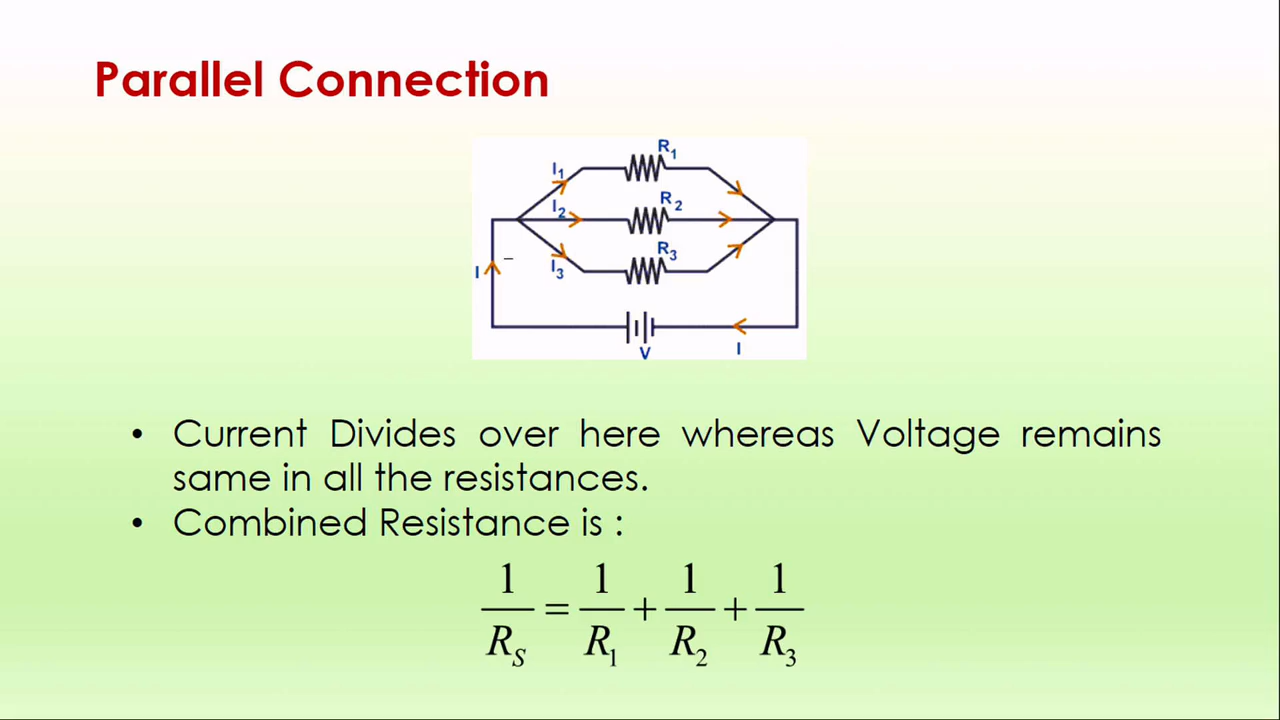 Parallel Connection
R1
I1
R2
I2
R3
I3
I
V
I
• Current Divides over here whereas Voltage remains
same in all the resistances.
• Combined Resistance is :
1/RS = 1/R1 + 1/R2 + 1/R3